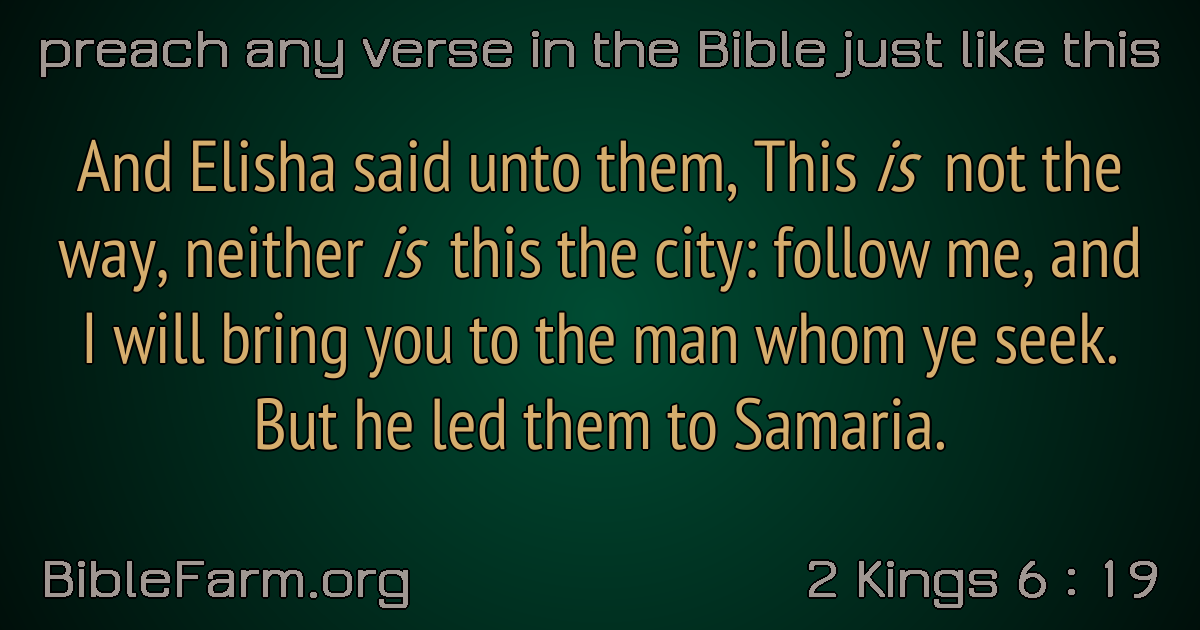 preach any verse in the Bible just like this
And Elisha said unto them, This is not the
way, neither is this the city: follow me, and
I will bring you to the man whom ye seek.
But he led them to Samaria.
BibleFarm.org
2 Kings 6 : 19